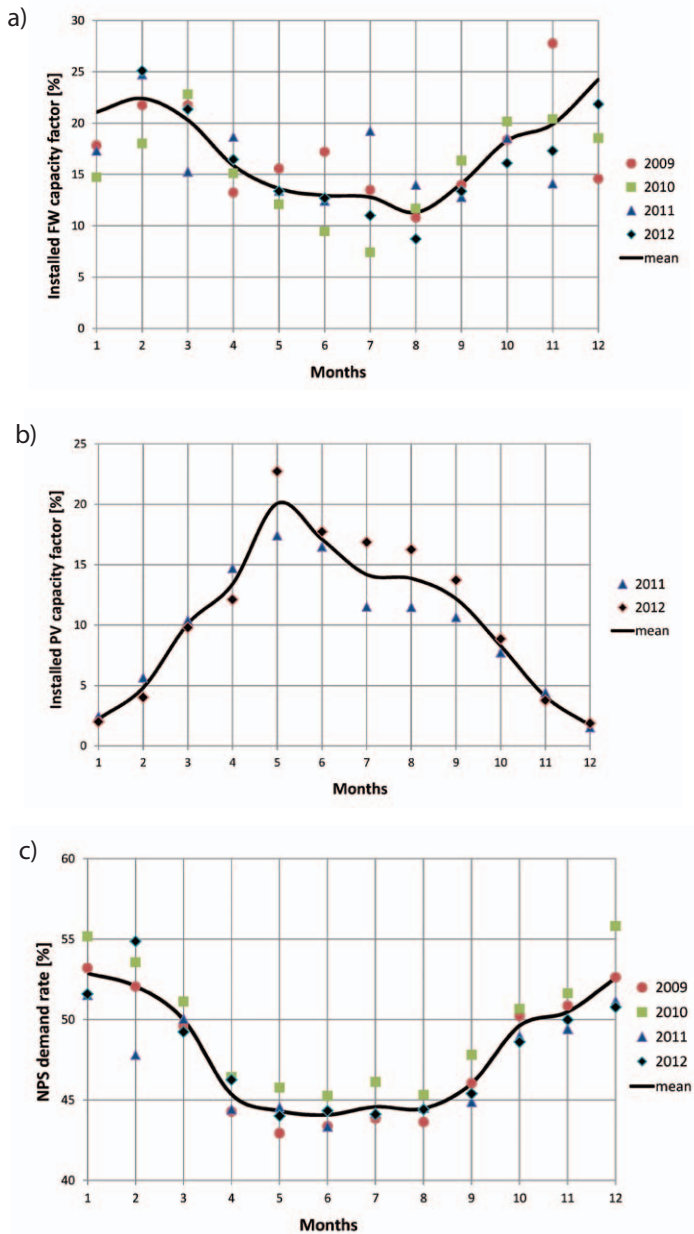 a)
Installed FW capacity factor [%]
30
25
20
15
10
5
0
1 2 3 4 5 6 7 8 9 10 11 12
Months
2009
2010
2011
2012
mean
b)
Installed PV capacity factor [%]
25
20
15
10
5
0
1 2 3 4 5 6 7 8 9 10 11 12
Months
2011
2012
mean
c)
NPS demand rate [%]
60
55
50
45
40
1 2 3 4 5 6 7 8 9 10 11 12
Months
2009
2010
2011
2012
mean